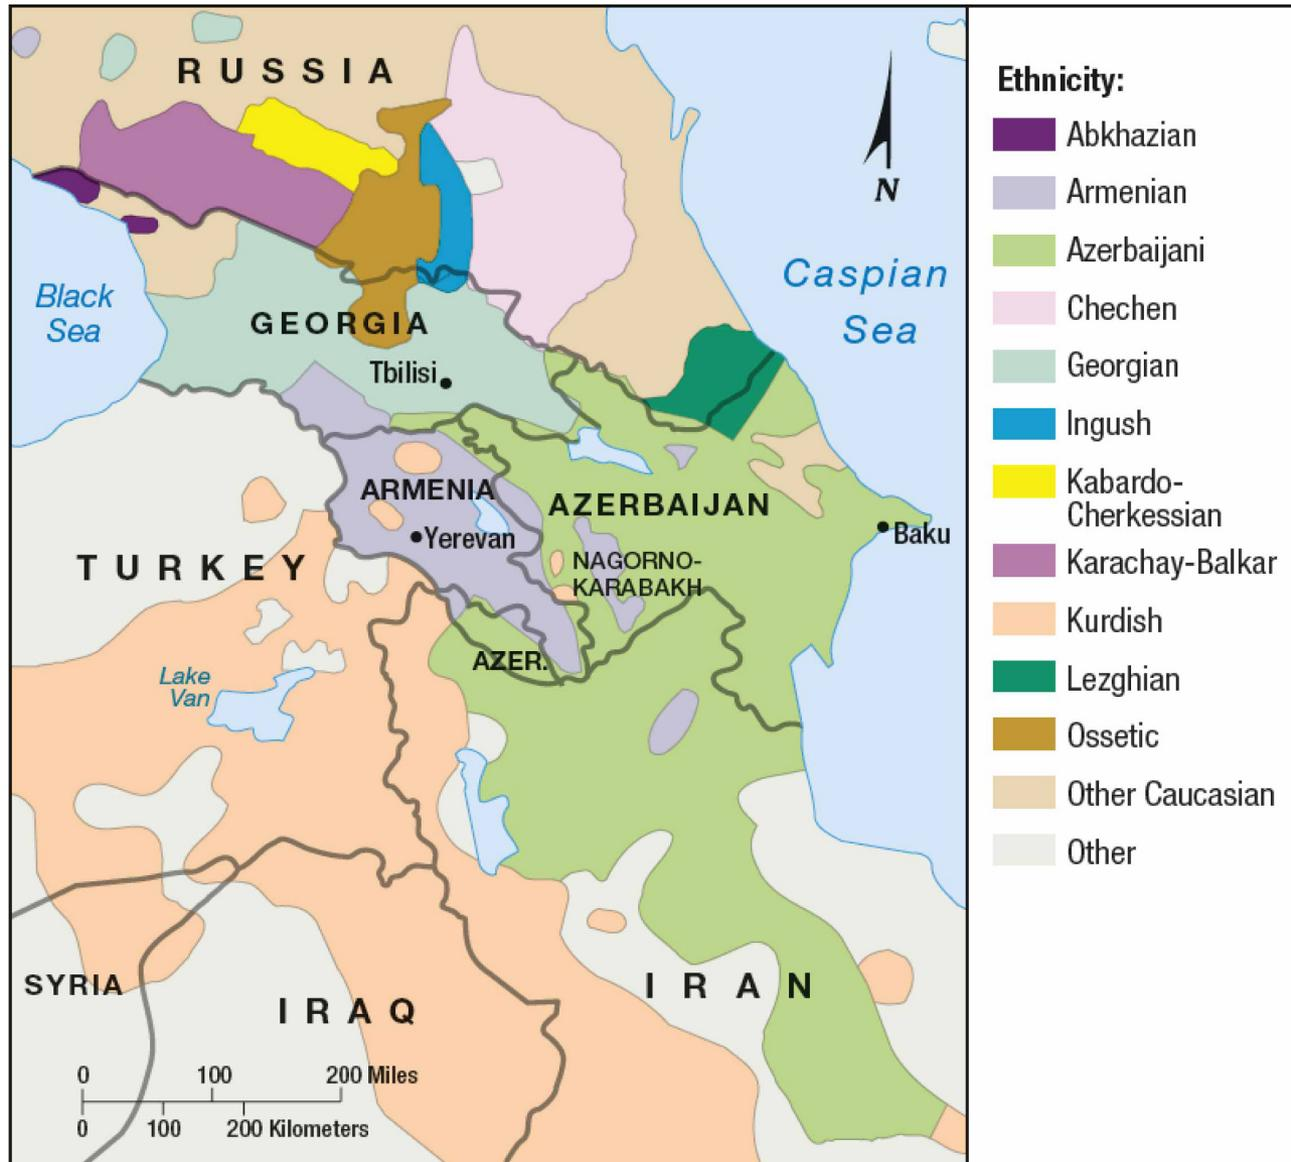 RUSSIA
Black
Sea
GEORGIA
Tbilisi
Caspian
Sea
N
ARMENIA
Yerevan
AZERBAIJAN
Baku
NAGORNO-
KARABAKH
TURKEY
AZER.
Lake
Van
SYRIA
IRAQ
IRAN
0 100 200 Miles
0 100 200 Kilometers
Ethnicity:
Abkhazian
Armenian
Azerbaijani
Chechen
Georgian
Ingush
Kabardo-
Cherkessian
Karachay-Balkar
Kurdish
Lezghian
Ossetic
Other Caucasian
Other